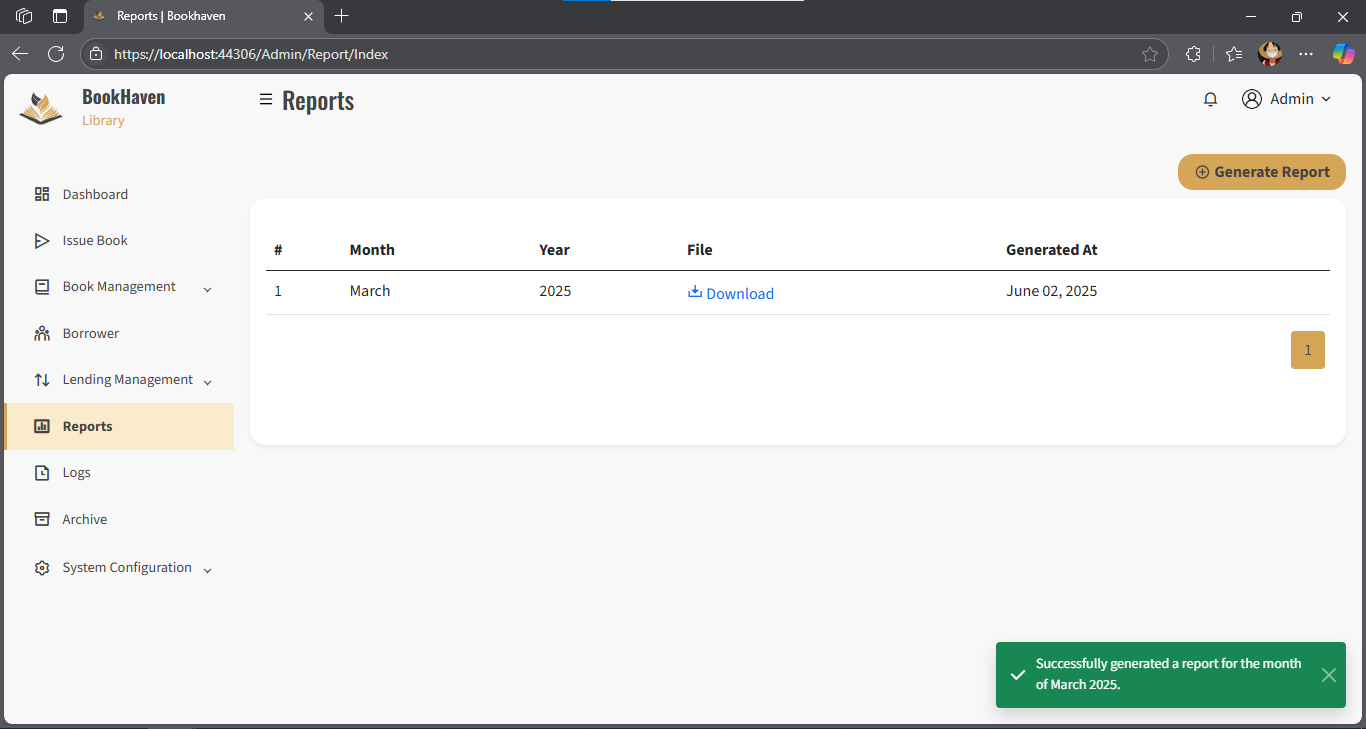 Reports | Bookhaven
https://localhost:44306/Admin/Report/Index
BookHaven
Library
Reports
Admin
Generate Report
Dashboard
Issue Book
Book Management
Borrower
Lending Management
Reports
Logs
Archive
System Configuration
# Month Year File Generated At
1 March 2025 Download June 02, 2025
1
Successfully generated a report for the month
of March 2025.